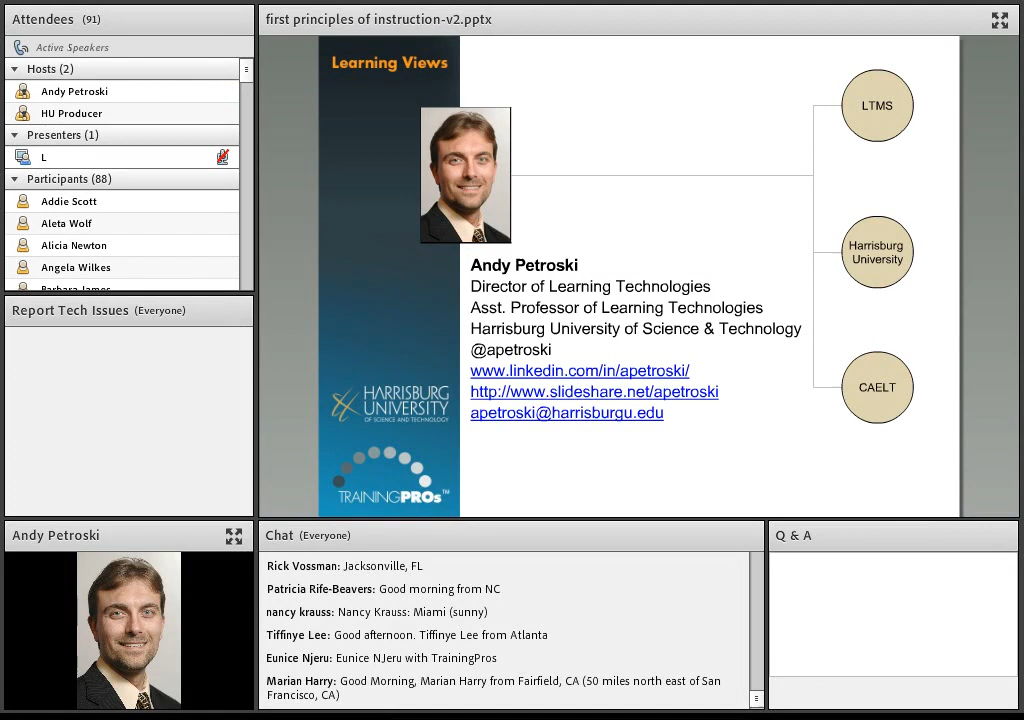 Attendees (91)
Active Speakers
Hosts (2)
Andy Petroski
HU Producer
Presenters (1)
L
Participants (88)
Addie Scott
Aleta Wolf
Alicia Newton
Angela Wilkes
Barbara James
Report Tech Issues (Everyone)
first principles of instruction-v2.pptx
Learning Views
LTMS
Harrisburg
University
CAELT
Andy Petroski
Director of Learning Technologies
Asst. Professor of Learning Technologies
Harrisburg University of Science & Technology
@apetroski
www.linkedin.com/in/apetroski/
http://www.slideshare.net/apetroski
apetroski@harrisburgu.edu
HARRISBURG
UNIVERSITY
OF SCIENCE AND TECHNOLOGY
TRAININGPROs™
Andy Petroski
Chat (Everyone)
Rick Vossman: Jacksonville, FL
Patricia Rife-Beavers: Good morning from NC
nancy krauss: Nancy Krauss: Miami (sunny)
Tiffinye Lee: Good afternoon. Tiffinye Lee from Atlanta
Eunice Njeru: Eunice NJeru with TrainingPros
Marian Harry: Good Morning, Marian Harry from Fairfield, CA (50 miles north east of San
Francisco, CA)
Q & A